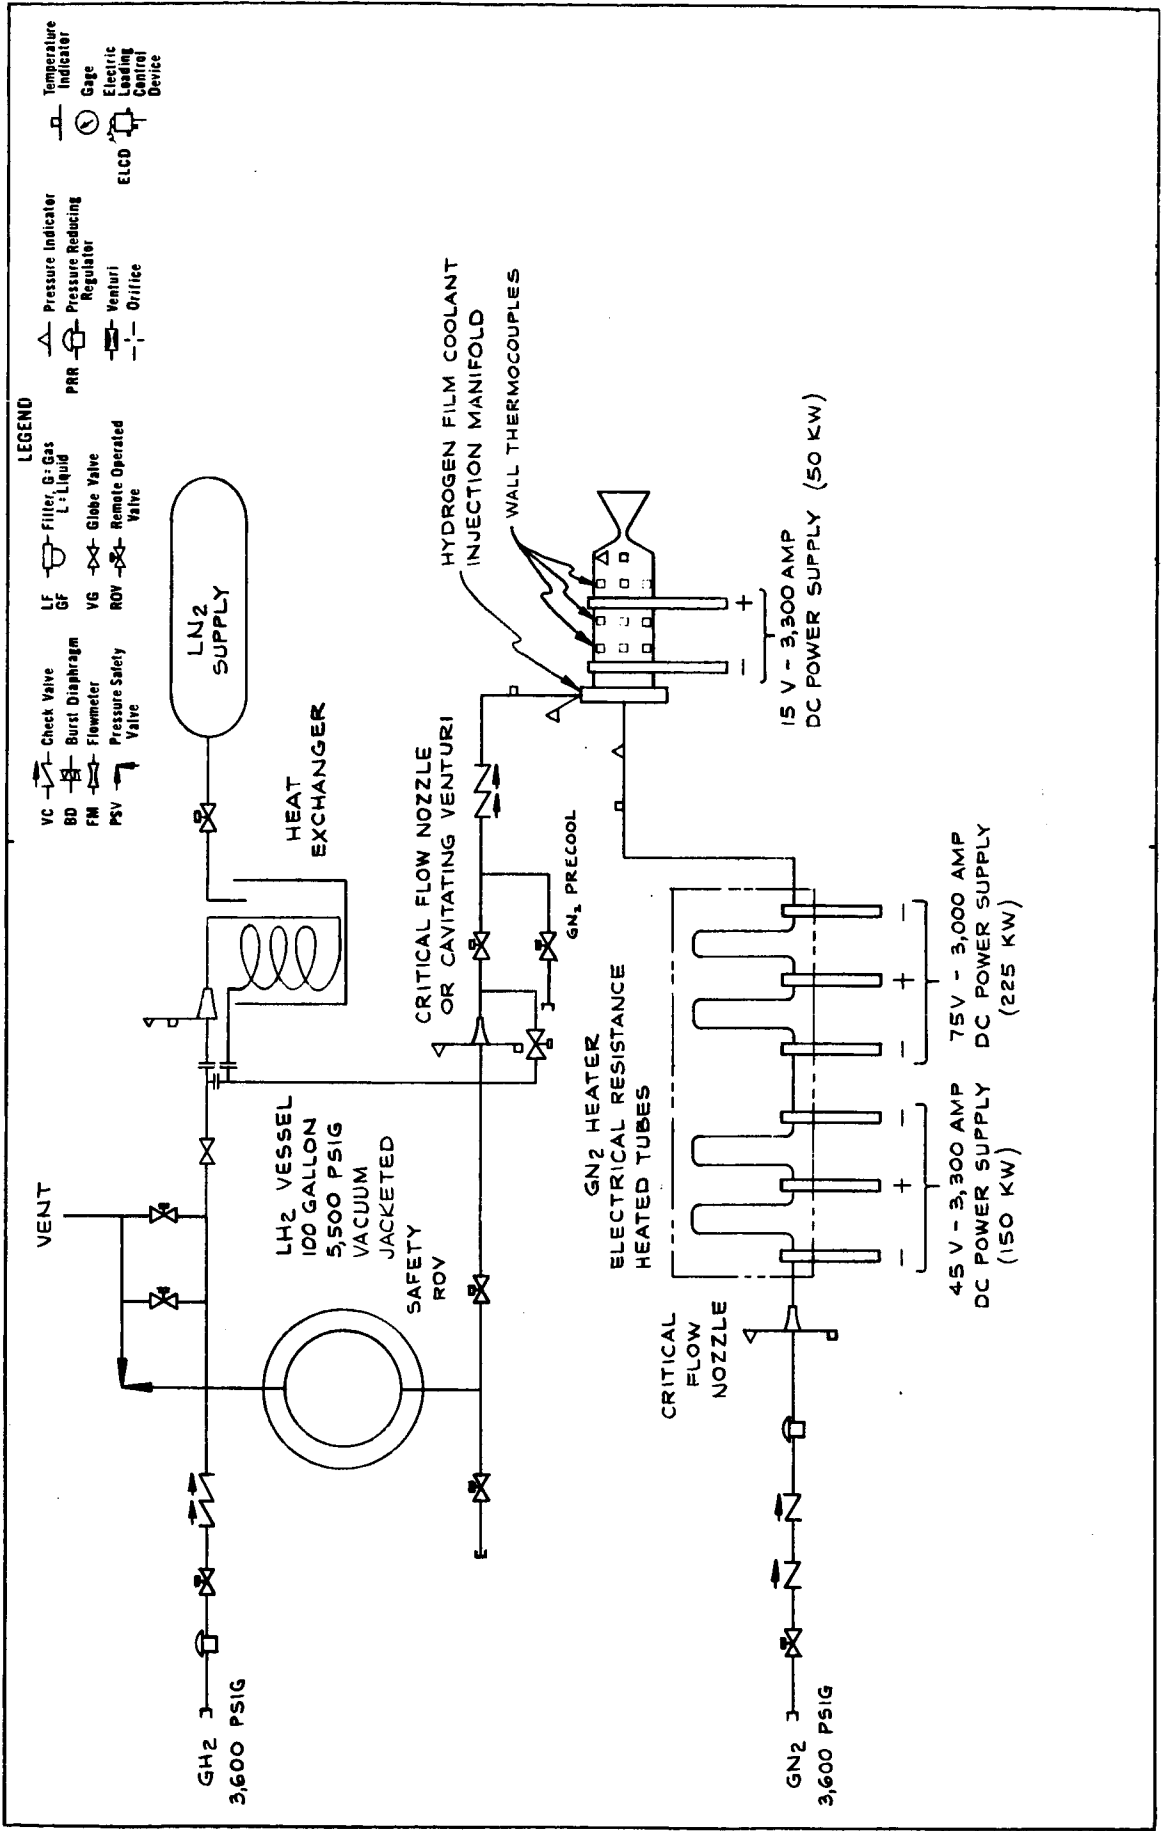 LEGEND
VC Check Valve
BD Burst Diaphragm
FM Flowmeter
PSV Pressure Safety
Valve
LF Filter, G=Gas
GF L=Liquid
VG Globe Valve
ROV Remote Operated
Valve
Pressure Indicator
PRR Pressure Reducing
Regulator
Venturi
Orifice
Temperature
Indicator
Gage
ELCD Electric
Loading
Control
Device
VENT
LN2
SUPPLY
HEAT
EXCHANGER
GH2
3,600 PSIG
LH2 VESSEL
100 GALLON
5,500 PSIG
VACUUM
JACKETED
SAFETY
ROV
CRITICAL FLOW NOZZLE
OR CAVITATING VENTURI
GN2 PRECOOL
HYDROGEN FILM COOLANT
INJECTION MANIFOLD
WALL THERMOCOUPLES
- +
15 V - 3,300 AMP
DC POWER SUPPLY (50 KW)
GN2 HEATER
ELECTRICAL RESISTANCE
HEATED TUBES
CRITICAL
FLOW
NOZZLE
GN2
3,600 PSIG
- + - - + -
45 V - 3,300 AMP
DC POWER SUPPLY
(150 KW)
75V - 3,000 AMP
DC POWER SUPPLY
(225 KW)